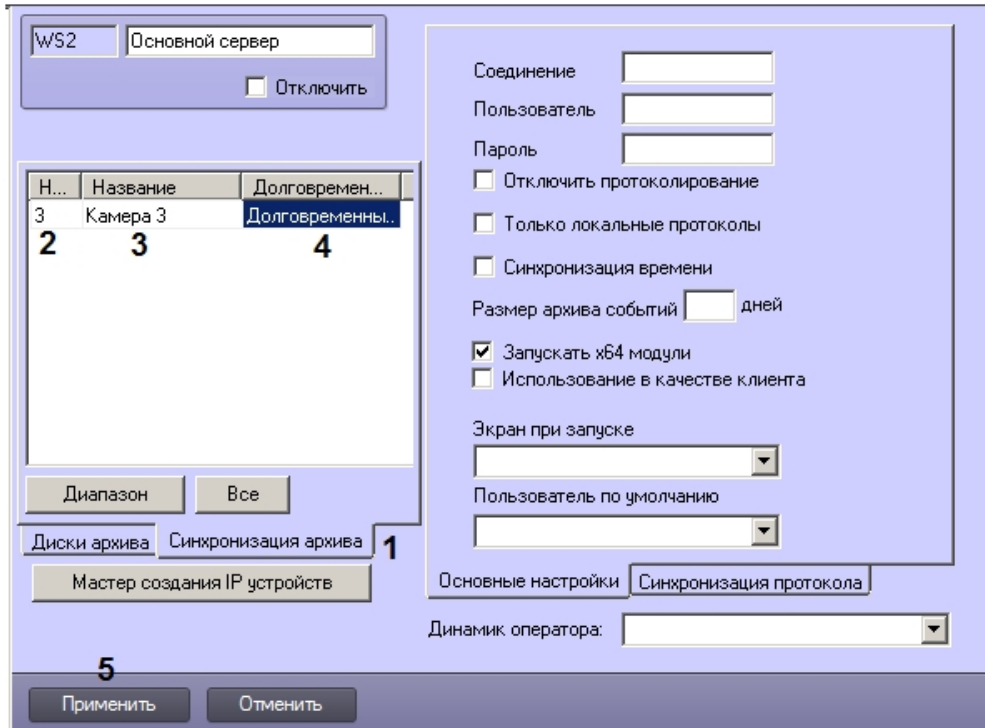 WS2 Основной сервер
Отключить
Н... Название Долговремен...
3 Камера 3 Долговременны..
2 3 4
Диапазон Все
Диски архива Синхронизация архива 1
Мастер создания IP устройств
Соединение
Пользователь
Пароль
Отключить протоколирование
Только локальные протоколы
Синхронизация времени
Размер архива событий дней
Запускать x64 модули
Использование в качестве клиента
Экран при запуске
Пользователь по умолчанию
Основные настройки Синхронизация протокола
Динамик оператора:
5
Применить Отменить